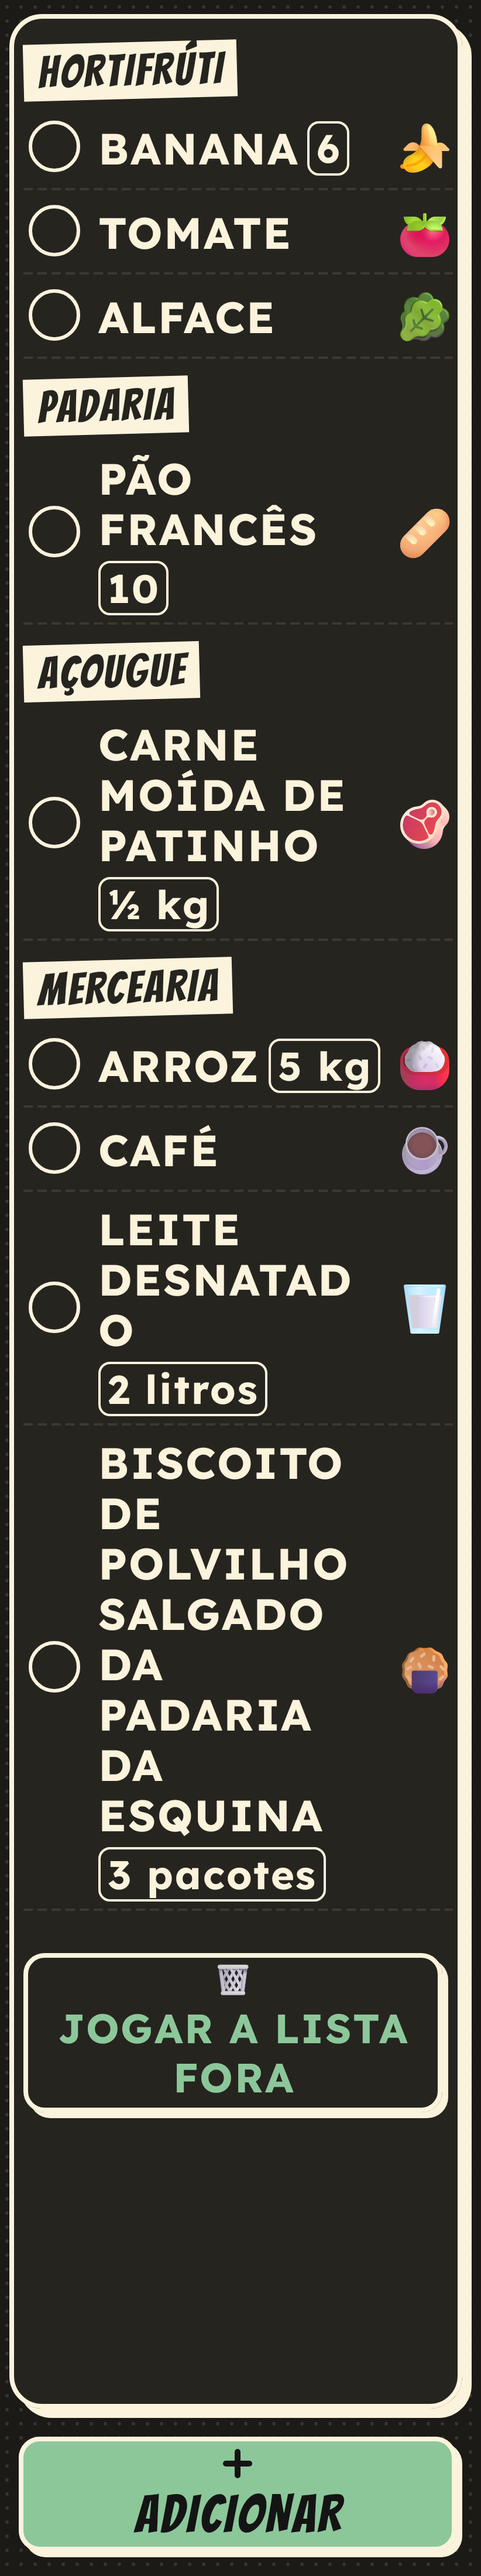 HORTIFRÚTI
BANANA 6
TOMATE
ALFACE
PADARIA
PÃO
FRANCÊS
10
AÇOUGUE
CARNE
MOÍDA DE
PATINHO
½ kg
MERCEARIA
ARROZ 5 kg
CAFÉ
LEITE
DESNATAD
O
2 litros
BISCOITO
DE
POLVILHO
SALGADO
DA
PADARIA
DA
ESQUINA
3 pacotes
JOGAR A LISTA
FORA
+
ADICIONAR